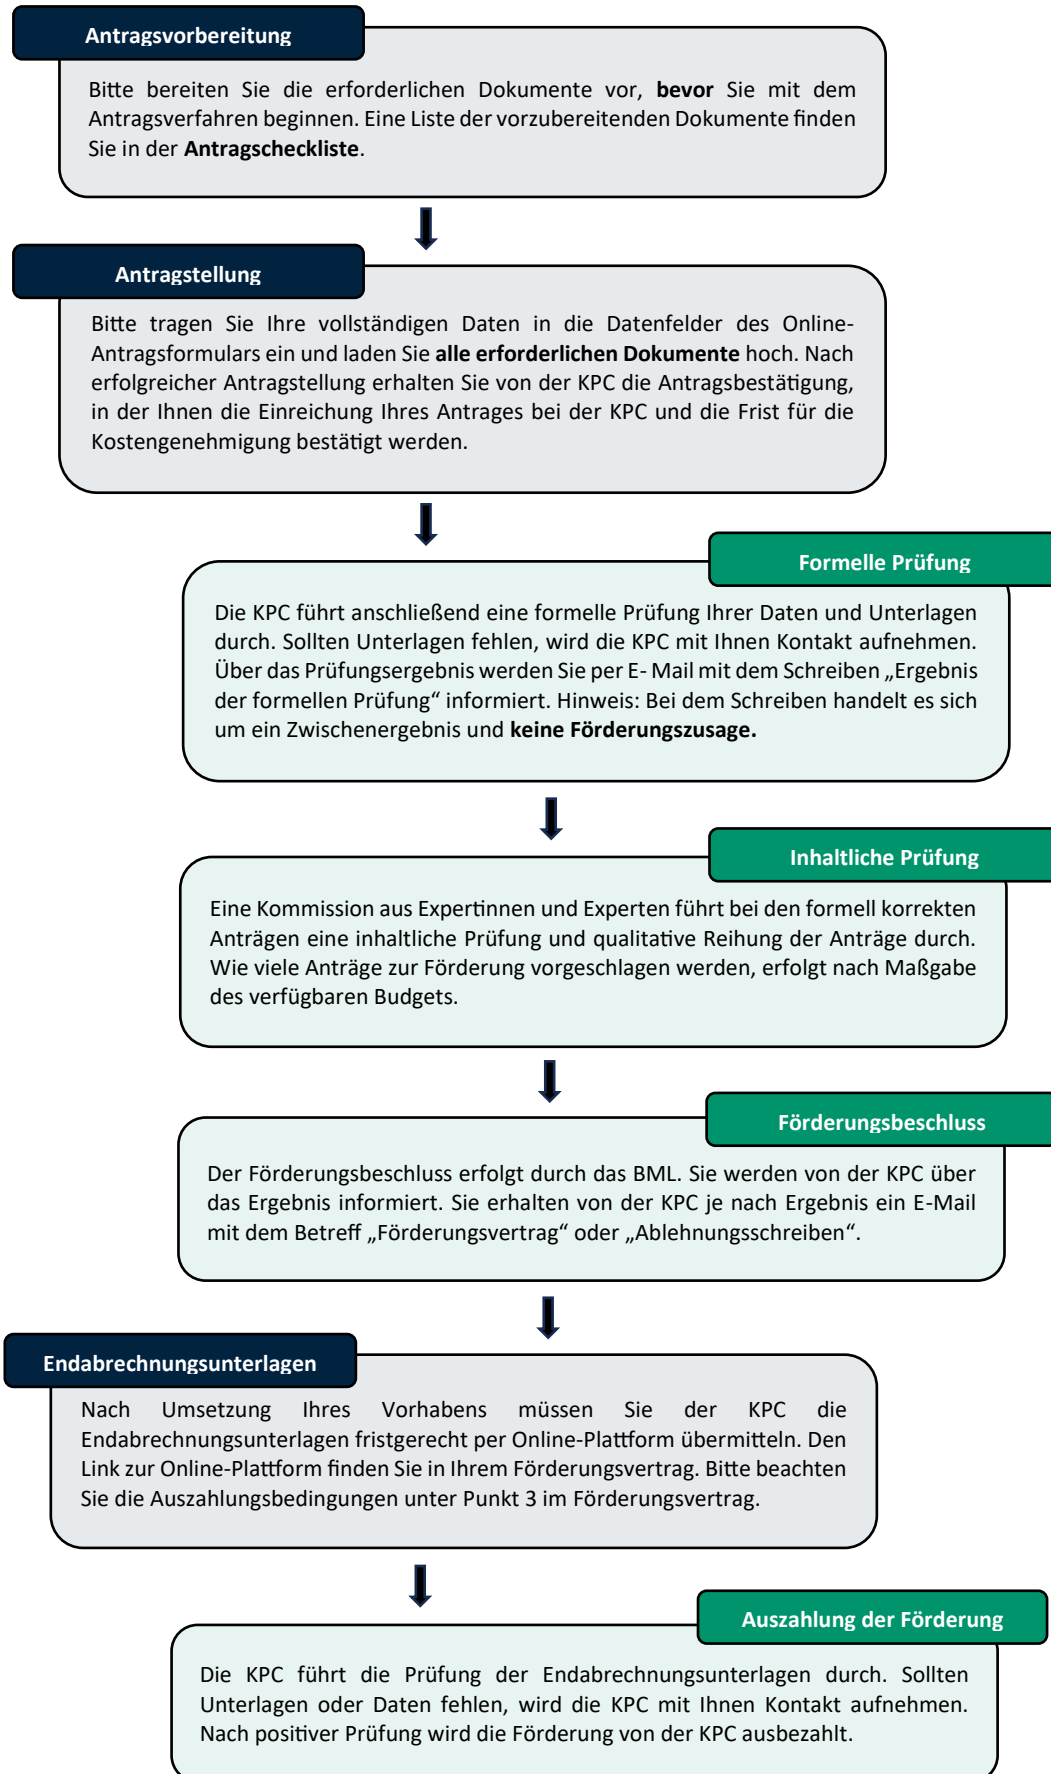 Antragsvorbereitung
Bitte bereiten Sie die erforderlichen Dokumente vor, bevor Sie mit dem
Antragsverfahren beginnen. Eine Liste der vorzubereitenden Dokumente finden
Sie in der Antragscheckliste.
Antragstellung
Bitte tragen Sie Ihre vollständigen Daten in die Datenfelder des Online-
Antragsformulars ein und laden Sie alle erforderlichen Dokumente hoch. Nach
erfolgreicher Antragstellung erhalten Sie von der KPC die Antragsbestätigung,
in der Ihnen die Einreichung Ihres Antrages bei der KPC und die Frist für die
Kostengenehmigung bestätigt werden.
Formelle Prüfung
Die KPC führt anschließend eine formelle Prüfung Ihrer Daten und Unterlagen
durch. Sollten Unterlagen fehlen, wird die KPC mit Ihnen Kontakt aufnehmen.
Über das Prüfungsergebnis werden Sie per E- Mail mit dem Schreiben „Ergebnis
der formellen Prüfung“ informiert. Hinweis: Bei dem Schreiben handelt es sich
um ein Zwischenergebnis und keine Förderungszusage.
Inhaltliche Prüfung
Eine Kommission aus Expertinnen und Experten führt bei den formell korrekten
Anträgen eine inhaltliche Prüfung und qualitative Reihung der Anträge durch.
Wie viele Anträge zur Förderung vorgeschlagen werden, erfolgt nach Maßgabe
des verfügbaren Budgets.
Förderungsbeschluss
Der Förderungsbeschluss erfolgt durch das BML. Sie werden von der KPC über
das Ergebnis informiert. Sie erhalten von der KPC je nach Ergebnis ein E-Mail
mit dem Betreff „Förderungsvertrag“ oder „Ablehnungsschreiben“.
Endabrechnungsunterlagen
Nach Umsetzung Ihres Vorhabens müssen Sie der KPC die
Endabrechnungsunterlagen fristgerecht per Online-Plattform übermitteln. Den
Link zur Online-Plattform finden Sie in Ihrem Förderungsvertrag. Bitte beachten
Sie die Auszahlungsbedingungen unter Punkt 3 im Förderungsvertrag.
Auszahlung der Förderung
Die KPC führt die Prüfung der Endabrechnungsunterlagen durch. Sollten
Unterlagen oder Daten fehlen, wird die KPC mit Ihnen Kontakt aufnehmen.
Nach positiver Prüfung wird die Förderung von der KPC ausbezahlt.